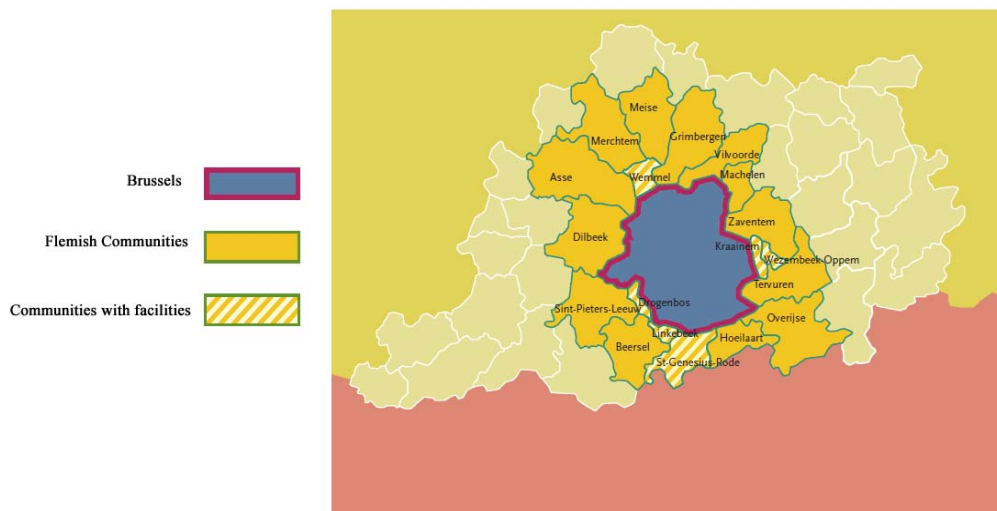 Brussels
Flemish Communities
Communities with facilities
Meise
Merchtem
Grimbergen
Vilvoorde
Asse
Wemmel
Machelen
Zaventem
Dilbeek
Kraainem
Wezembeek-Oppem
Tervuren
Sint-Pieters-Leeuw
Drogenbos
Overijse
Linkebeek
Hoeilaart
Beersel
St-Genesius-Rode